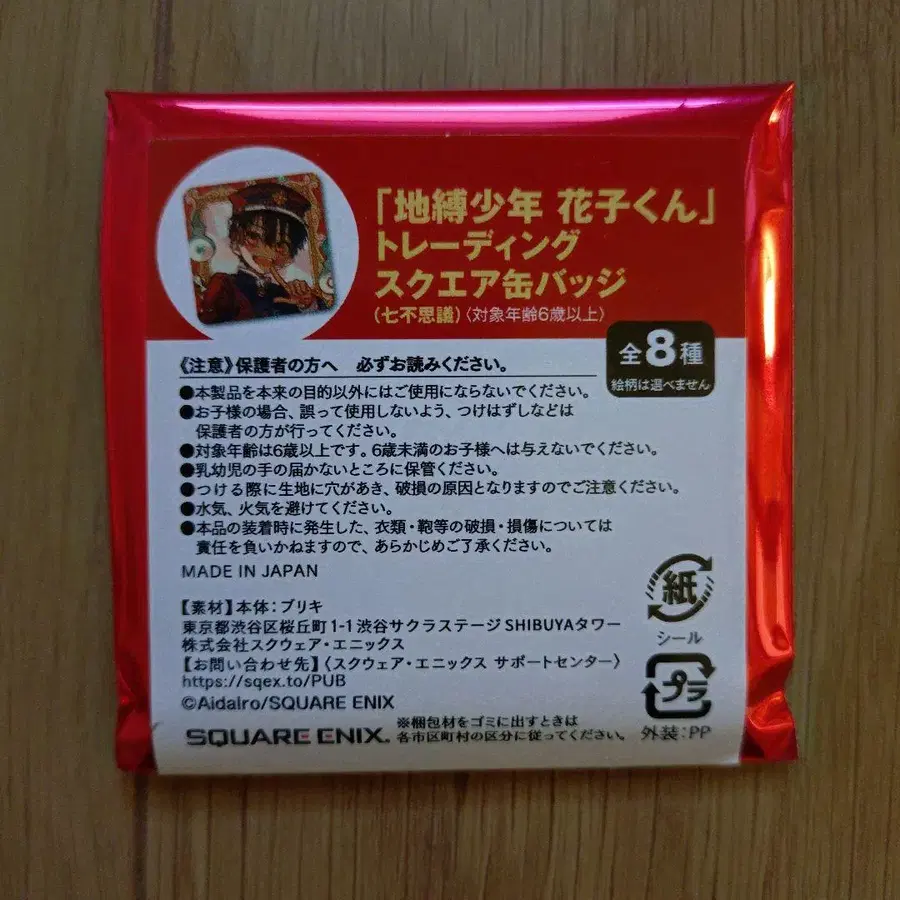 「地縛少年 花子くん」
トレーディング
スクエア缶バッジ
(七不思議)〈対象年齢6歳以上〉
全8種
絵柄は選べません
《注意》保護者の方へ 必ずお読みください。
●本製品を本来の目的以外にはご使用にならないでください。
●お子様の場合、誤って使用しないよう、つけはずしなどは
保護者の方が行ってください。
●対象年齢は6歳以上です。6歳未満のお子様へは与えないでください。
●乳幼児の手の届かないところに保管ください。
●つける際に生地に穴があき、破損の原因となりますのでご注意ください。
●水気、火気を避けてください。
●本品の装着時に発生した、衣類・鞄等の破損・損傷については
責任を負いかねますので、あらかじめご了承ください。
MADE IN JAPAN
【素材】本体:ブリキ
東京都渋谷区桜丘町1-1渋谷サクラステージSHIBUYAタワー
株式会社スクウェア・エニックス
【お問い合わせ先】〈スクウェア・エニックス サポートセンター〉
https://sqex.to/PUB
©AidaIro/SQUARE ENIX
SQUARE ENIX.
※梱包材をゴミに出すときは
各市区町村の区分に従ってください。
紙
シール
プラ
外装:PP